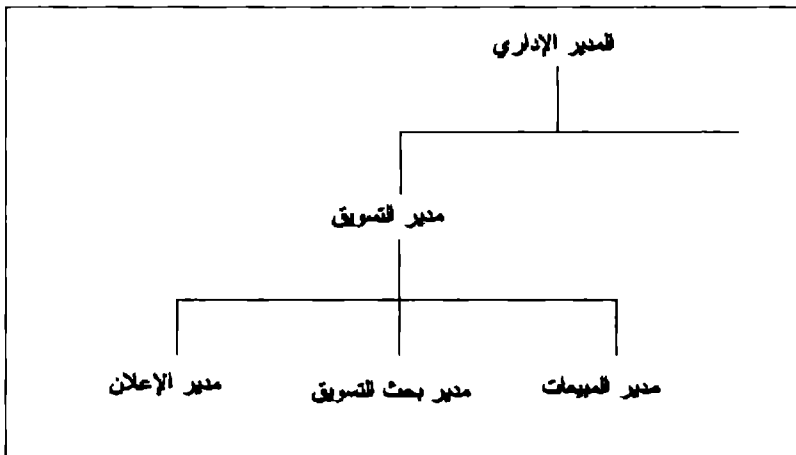 المدير الإداري
مدير التسويق
مدير المبيعات
مدير بحث التسويق
مدير الإعلان